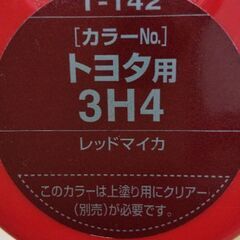 T-142
[カラーNo.]
トヨタ用
3H4
レッドマイカ
このカラーは上塗り用にクリアー
(別売)が必要です。